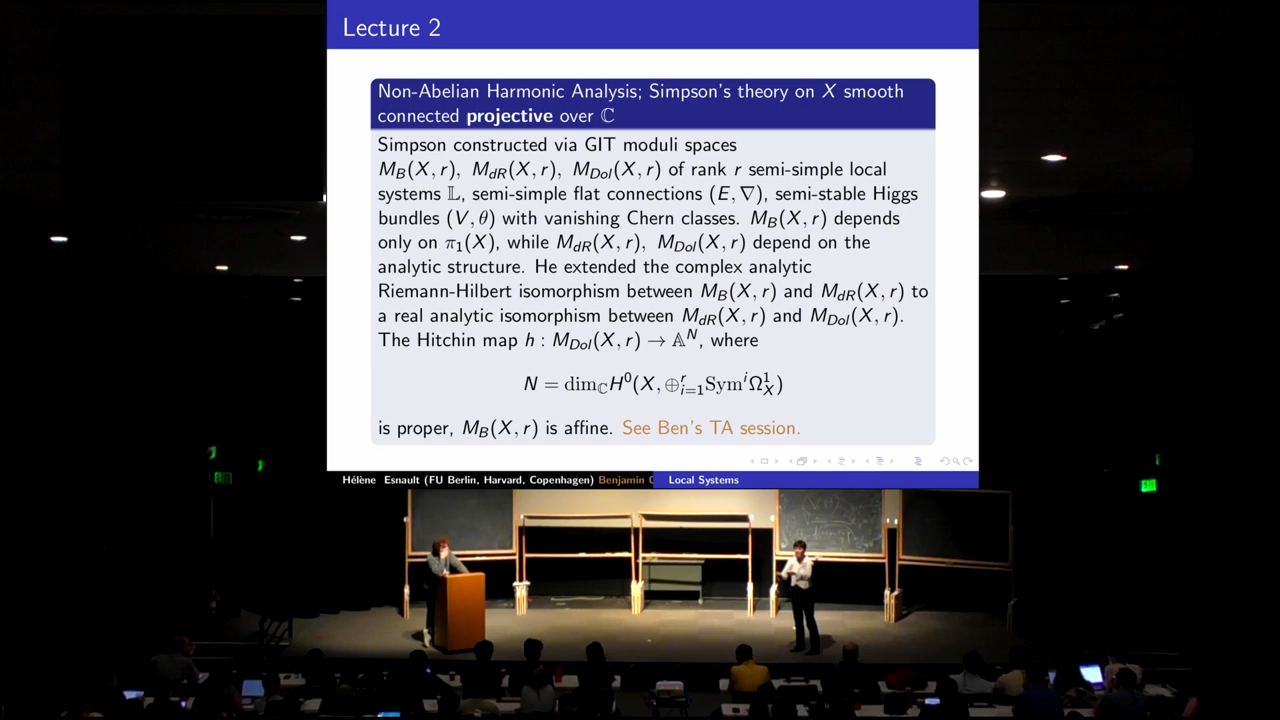 Lecture 2
Non-Abelian Harmonic Analysis; Simpson's theory on X smooth
connected projective over ℂ
Simpson constructed via GIT moduli spaces
M_B(X, r), M_dR(X, r), M_Dol(X, r) of rank r semi-simple local
systems 𝕃, semi-simple flat connections (E, ∇), semi-stable Higgs
bundles (V, θ) with vanishing Chern classes. M_B(X, r) depends
only on π₁(X), while M_dR(X, r), M_Dol(X, r) depend on the
analytic structure. He extended the complex analytic
Riemann-Hilbert isomorphism between M_B(X, r) and M_dR(X, r) to
a real analytic isomorphism between M_dR(X, r) and M_Dol(X, r).
The Hitchin map h : M_Dol(X, r) → 𝔸^N, where
N = dim_ℂ H⁰(X, ⊕_{i=1}^r Sym^i Ω_X^1)
is proper, M_B(X, r) is affine. See Ben's TA session.
Hélène Esnault (FU Berlin, Harvard, Copenhagen) Benjamin C
Local Systems